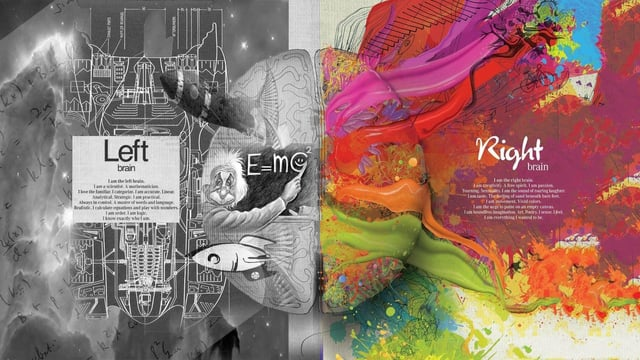 Left
brain
I am the left brain.
I am a scientist. A mathematician.
I love the familiar. I categorize. I am accurate. Linear.
Analytical. Strategic. I am practical.
Always in control. A master of words and language.
Realistic. I calculate equations and play with numbers.
I am order. I am logic.
I know exactly who I am.
E=mc²
Right
brain
I am the right brain.
I am creativity. A free spirit. I am passion.
Yearning. Sensuality. I am the sound of roaring laughter.
I am taste. The feeling of sand beneath bare feet.
I am movement. Vivid colors.
I am the urge to paint on an empty canvas.
I am boundless imagination. Art. Poetry. I sense. I feel.
I am everything I wanted to be.